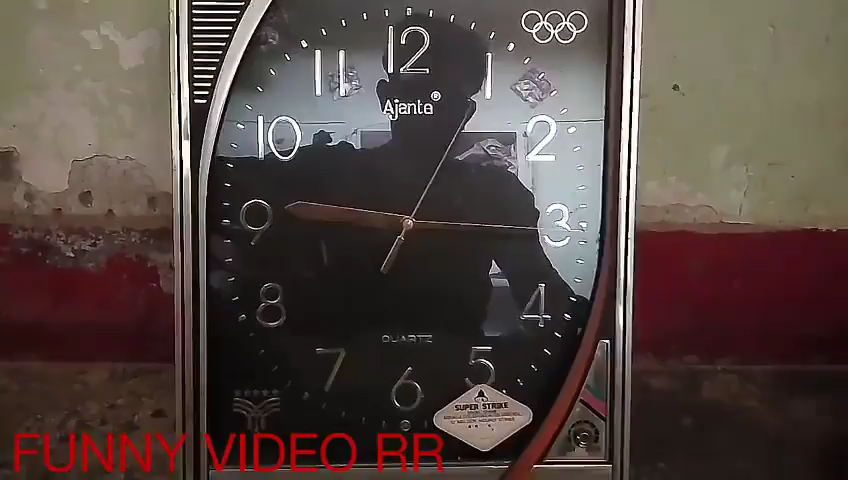 12
11 1
Ajanta®
10 2
9 3
8 4
QUARTZ
7 5
6
SUPER STRIKE
FUNNY VIDEO RR